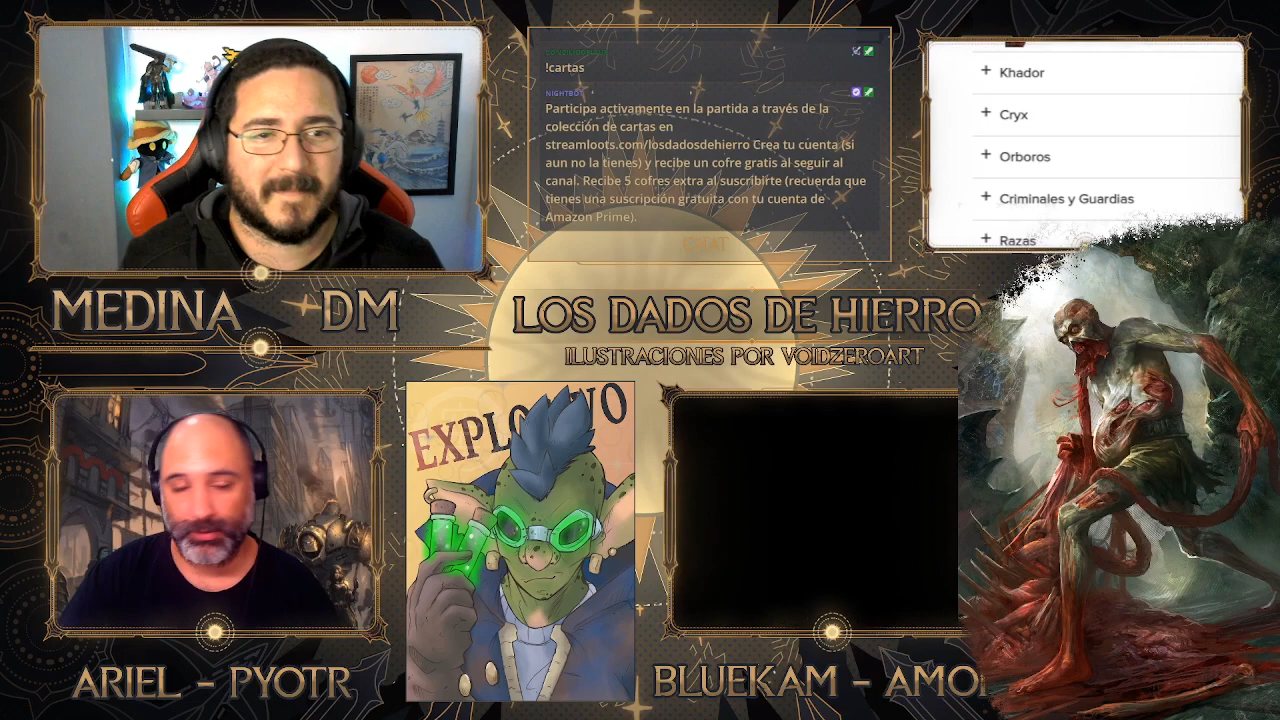 !cartas
NIGHTBOT
Participa activamente en la partida a través de la
colección de cartas en
streamloots.com/losdadosdehierro Crea tu cuenta (si
aun no la tienes) y recibe un cofre gratis al seguir al
canal. Recibe 5 cofres extra al suscribirte (recuerda que
tienes una suscripción gratuita con tu cuenta de
Amazon Prime).
CHAT
+ Khador
+ Cryx
+ Orboros
+ Criminales y Guardias
+ Razas
MEDINA DM
LOS DADOS DE HIERRO
ILUSTRACIONES POR VOIDZEROART
EXPLO VO
ARIEL - PYOTR
BLUEKAM - AMO